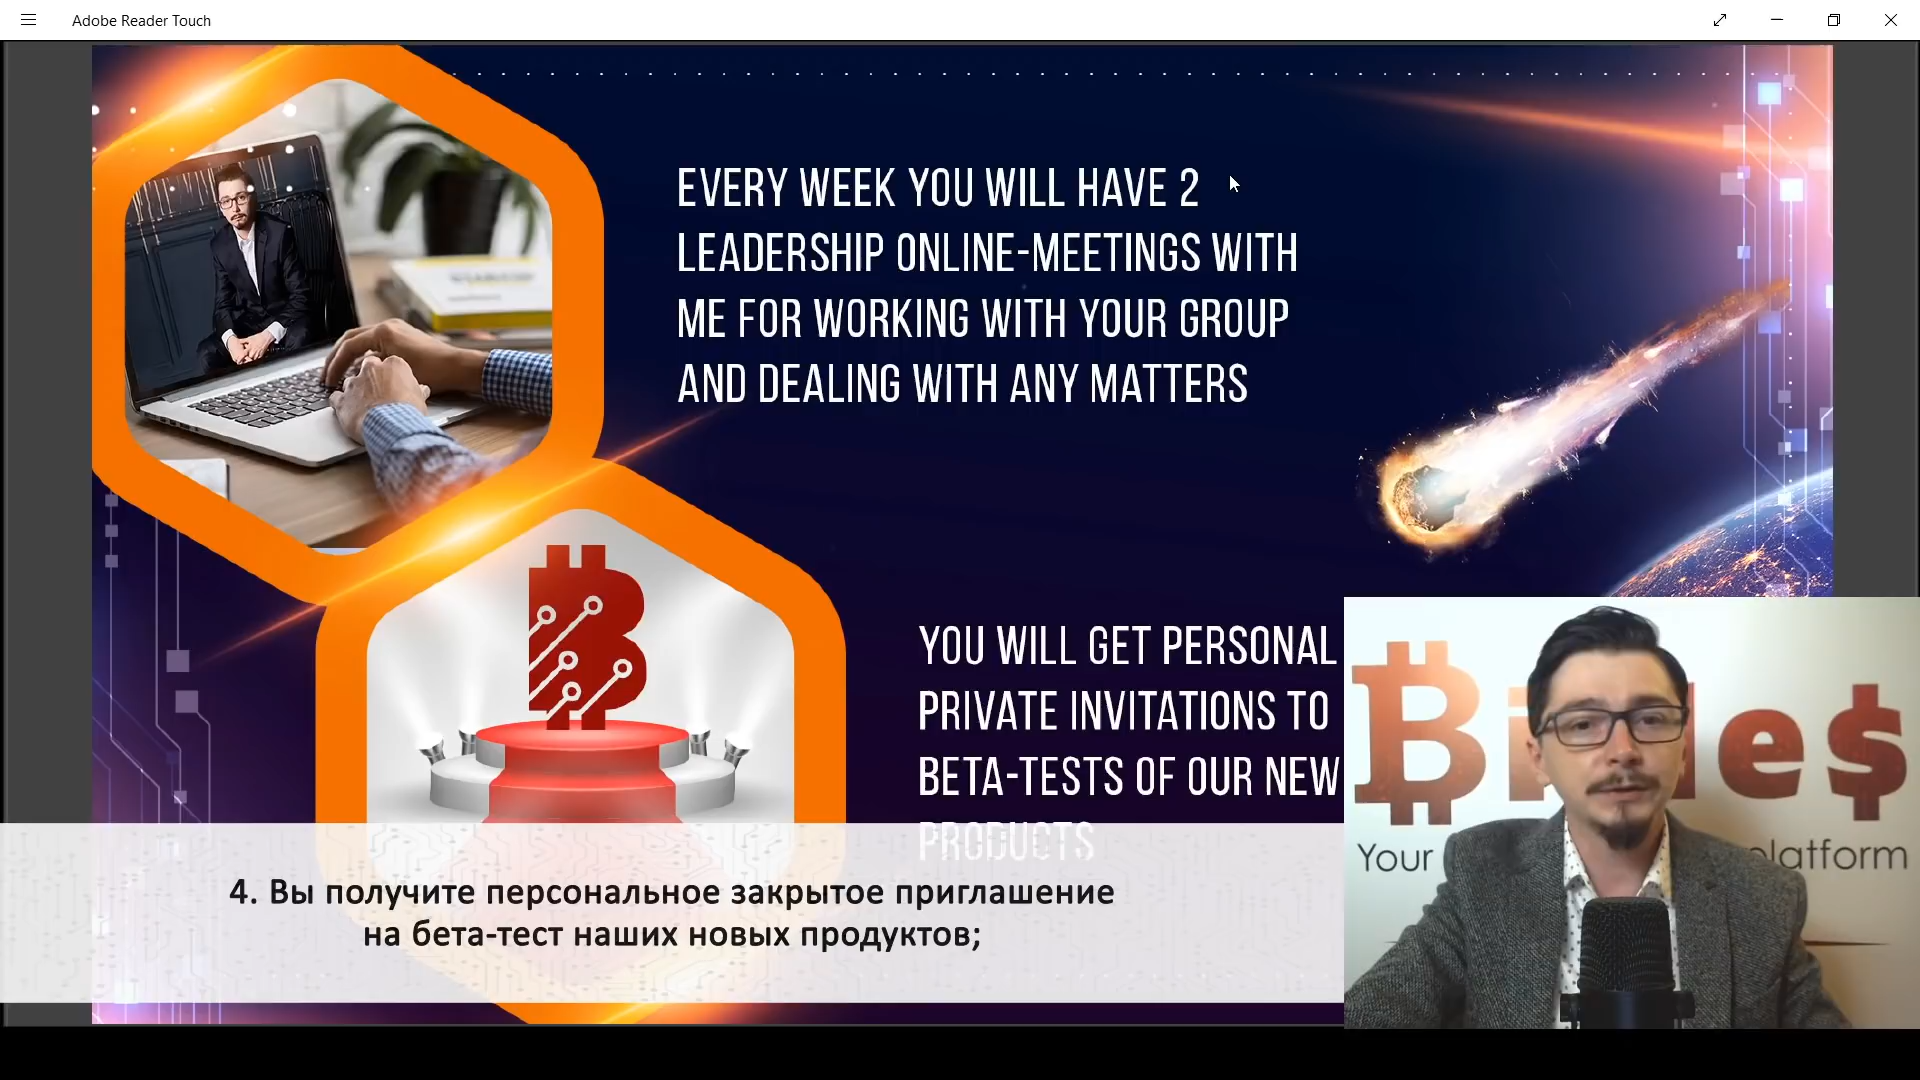 Adobe Reader Touch
EVERY WEEK YOU WILL HAVE 2
LEADERSHIP ONLINE-MEETINGS WITH
ME FOR WORKING WITH YOUR GROUP
AND DEALING WITH ANY MATTERS
YOU WILL GET PERSONAL
PRIVATE INVITATIONS TO
BETA-TESTS OF OUR NEW
PRODUCTS
4. Вы получите персональное закрытое приглашение
на бета-тест наших новых продуктов;
Your platform